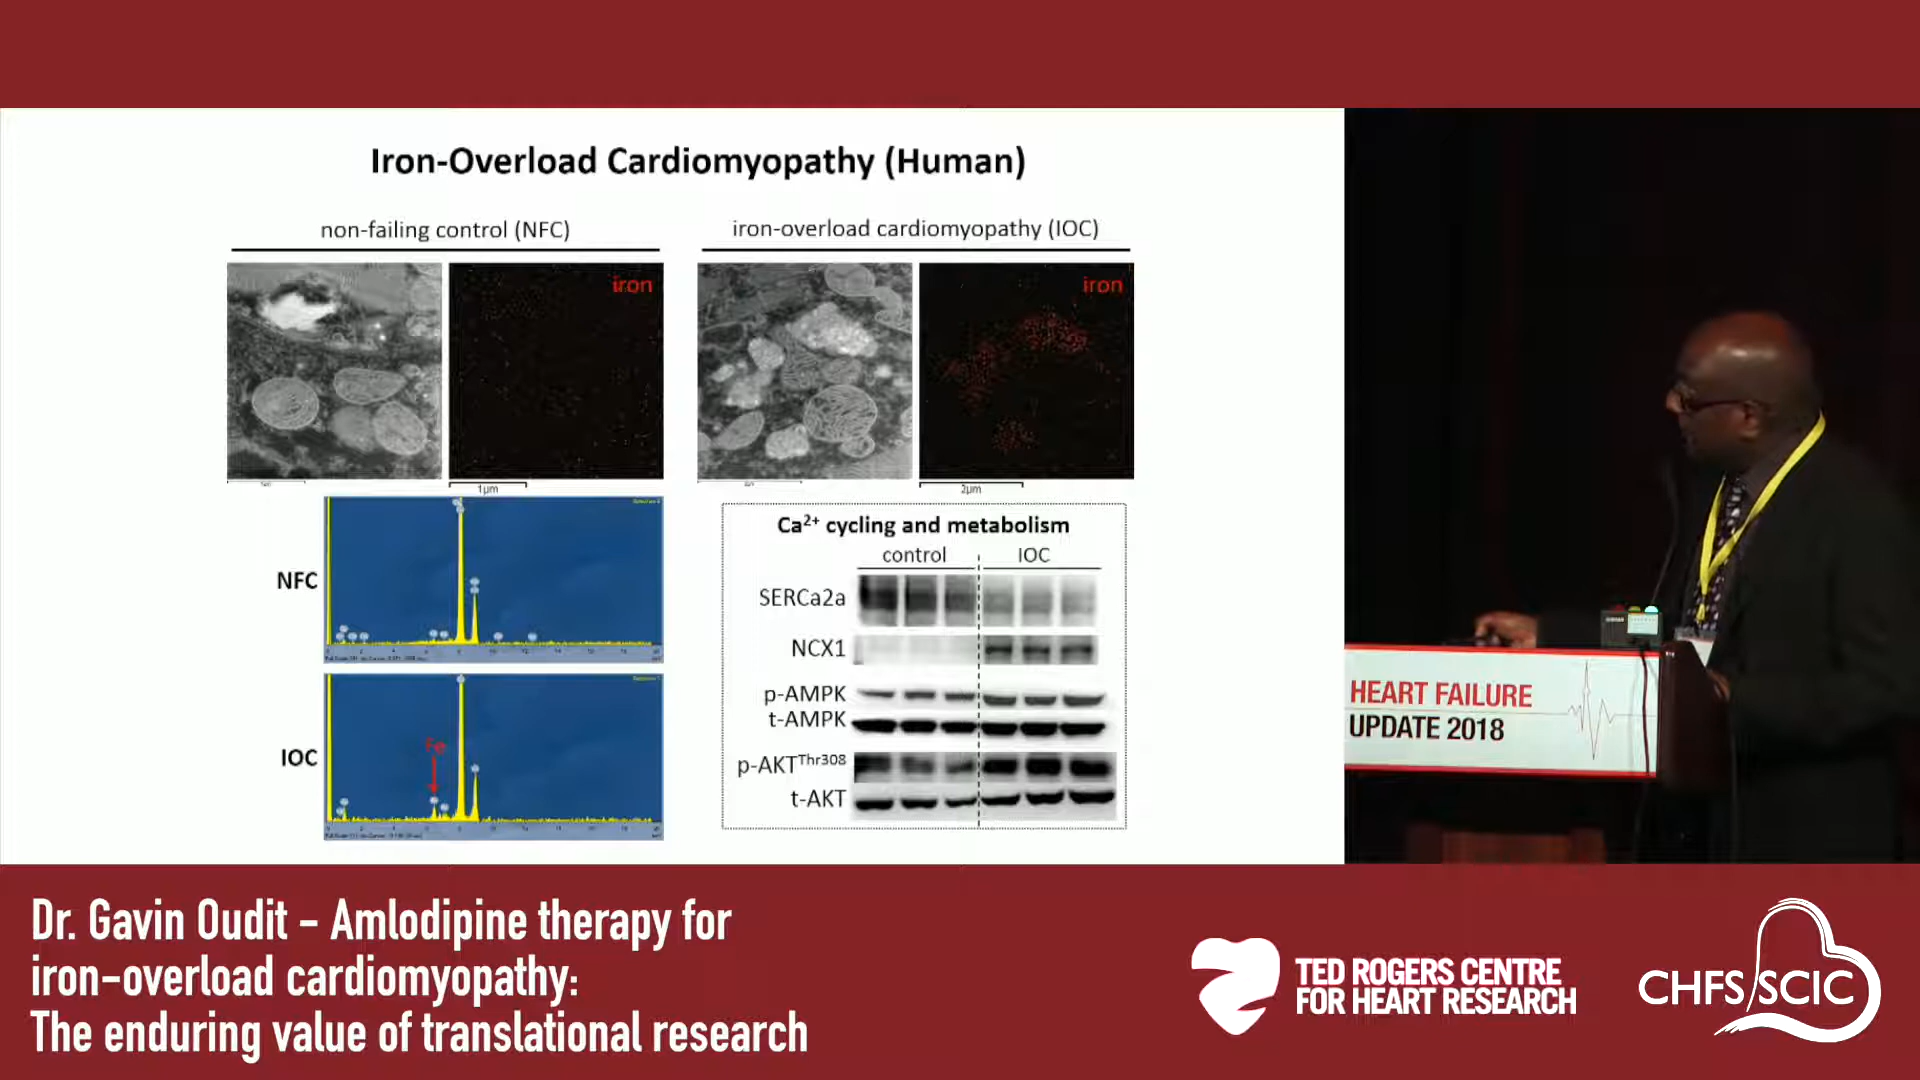 Iron-Overload Cardiomyopathy (Human)
non-failing control (NFC)
iron-overload cardiomyopathy (IOC)
iron
iron
1µm
2µm
NFC
IOC
Fe
Ca²⁺ cycling and metabolism
control
IOC
SERCa2a
NCX1
p-AMPK
t-AMPK
p-AKTThr308
t-AKT
HEART FAILURE
UPDATE 2018
Dr. Gavin Oudit - Amlodipine therapy for
iron-overload cardiomyopathy:
The enduring value of translational research
TED ROGERS CENTRE
FOR HEART RESEARCH
CHFS/SCIC